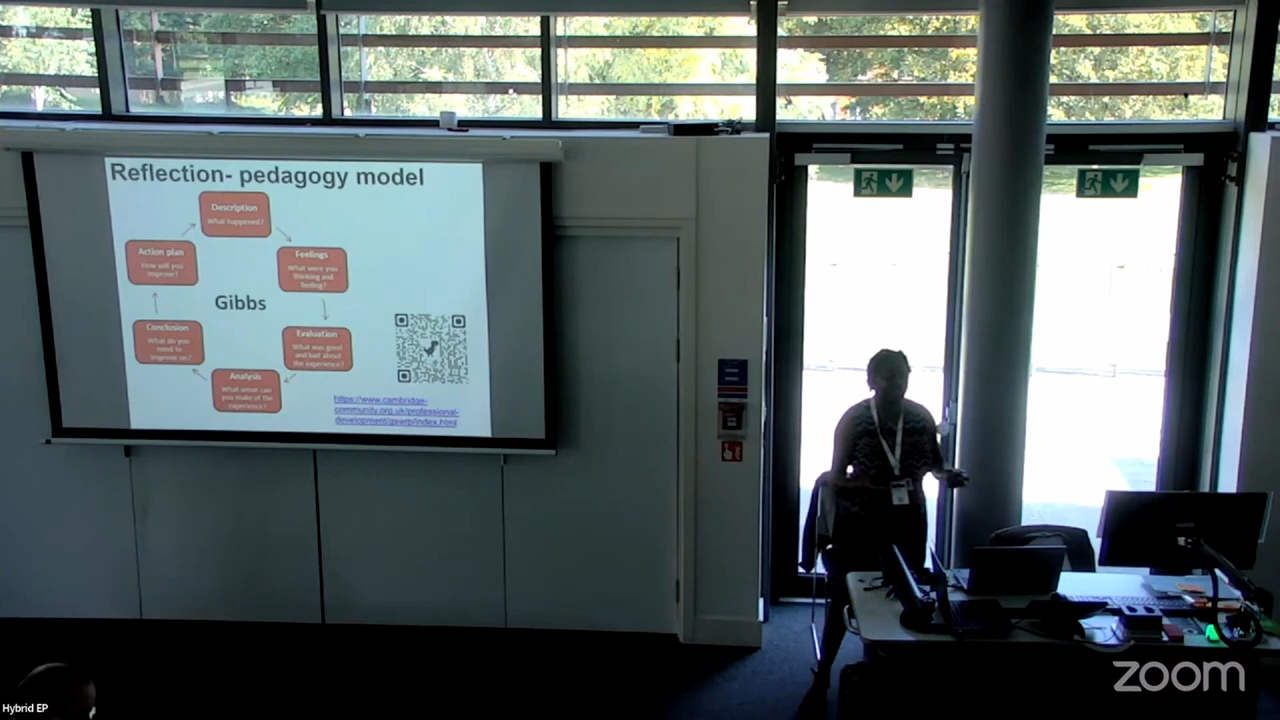 Reflection- pedagogy model
Description
What happened?
Feelings
What were you
thinking and
feeling?
Evaluation
What was great
and bad about
the experience?
Analysis
What sense can
you make of the
experience?
Conclusion
What do you
need to
improve on?
Action plan
How will you
improve?
Gibbs
https://www.cambridge-
community.org.uk/professional-
development/gswrp/index.html
zoom
Hybrid EP